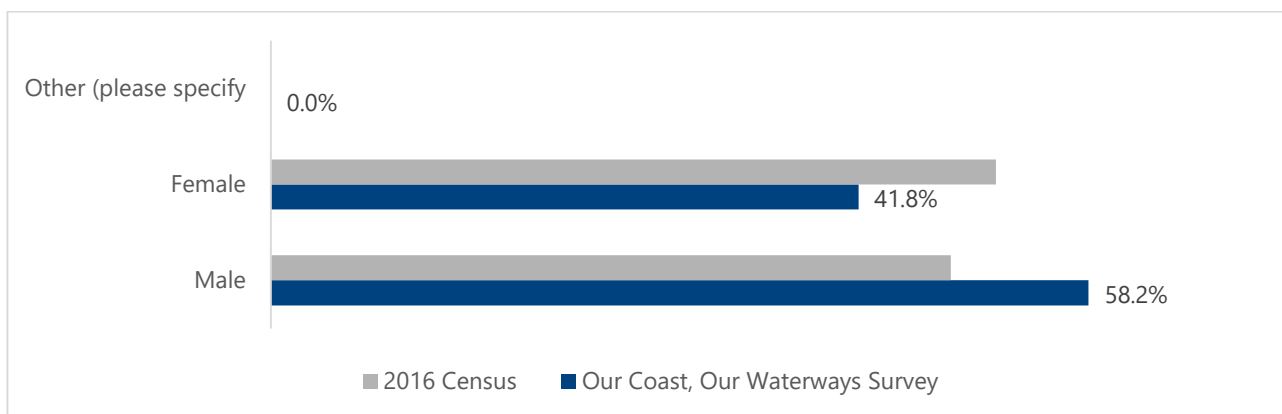 Other (please specify
0.0%
Female
41.8%
Male
58.2%
2016 Census
Our Coast, Our Waterways Survey